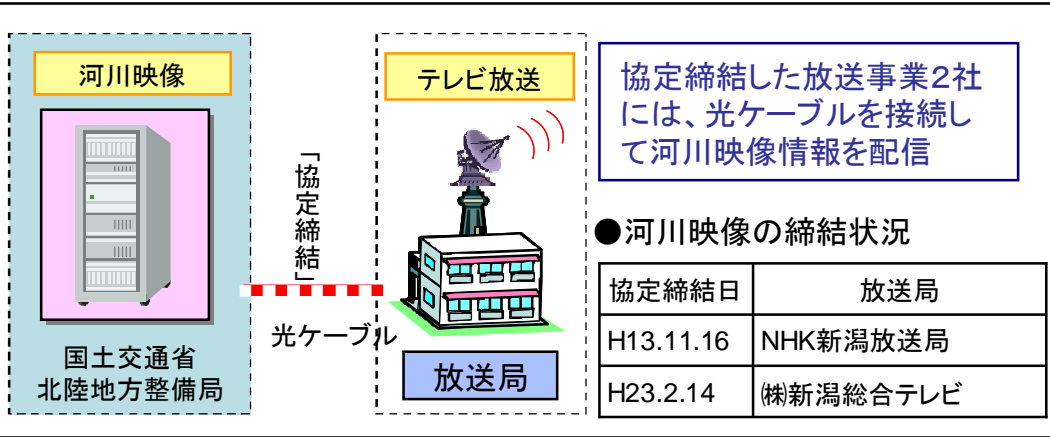 河川映像
国土交通省
北陸地方整備局
「協定締結」
光ケーブル
テレビ放送
放送局
協定締結した放送事業２社
には、光ケーブルを接続し
て河川映像情報を配信
●河川映像の締結状況
協定締結日 放送局
H13.11.16 NHK新潟放送局
H23.2.14 ㈱新潟総合テレビ